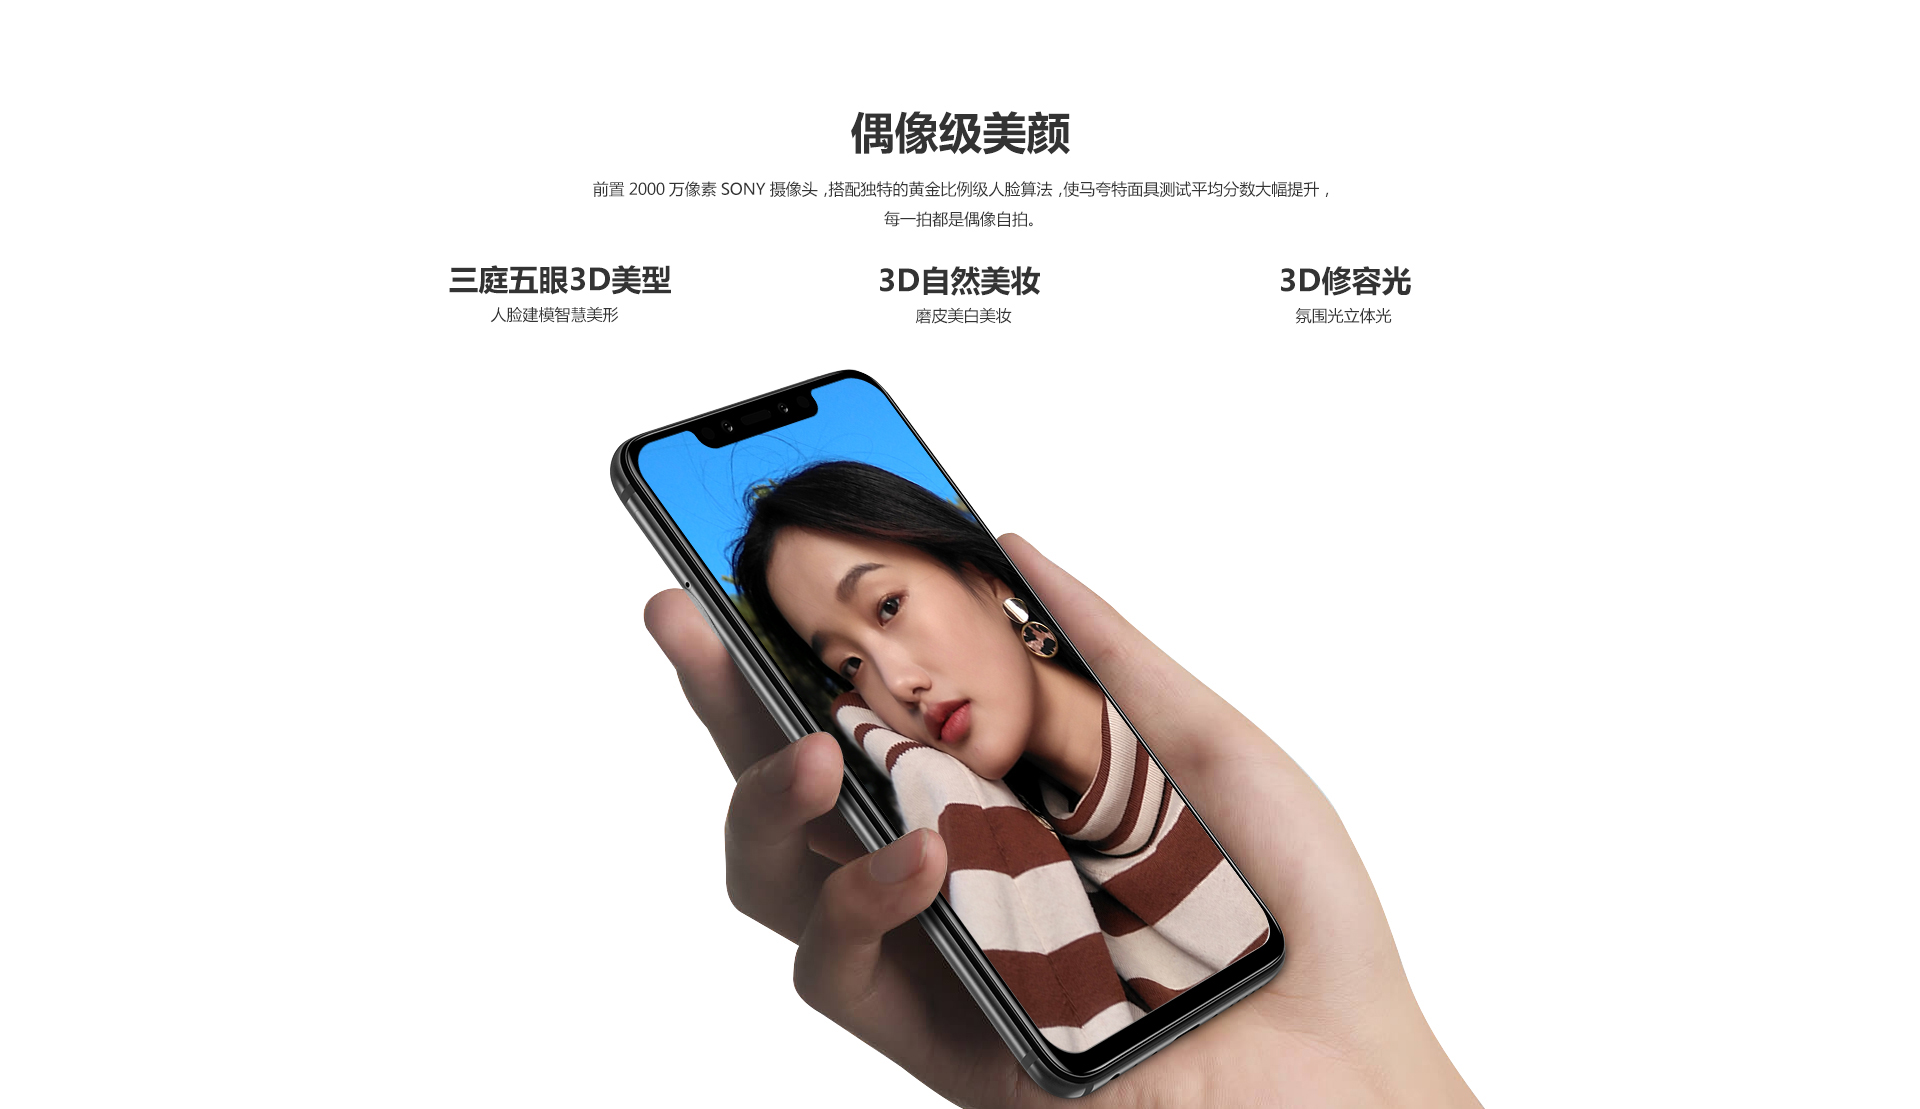 偶像级美颜
前置 2000 万像素 SONY 摄像头 ,搭配独特的黄金比例级人脸算法 ,使马夸特面具测试平均分数大幅提升 ,
每一拍都是偶像自拍。
三庭五眼3D美型
人脸建模智慧美形
3D自然美妆
磨皮美白美妆
3D修容光
氛围光立体光